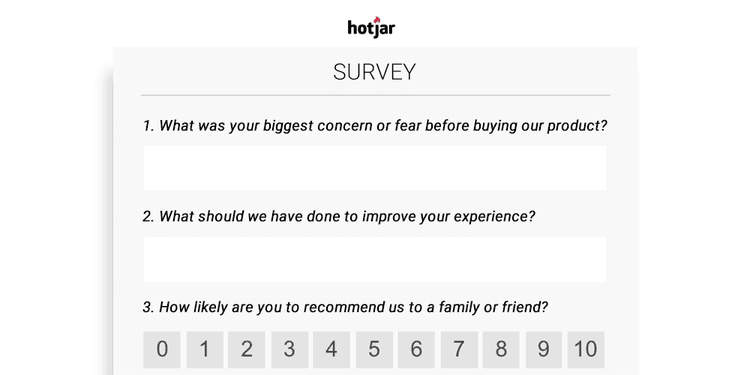 hotjar
SURVEY
1. What was your biggest concern or fear before buying our product?
2. What should we have done to improve your experience?
3. How likely are you to recommend us to a family or friend?
0 1 2 3 4 5 6 7 8 9 10